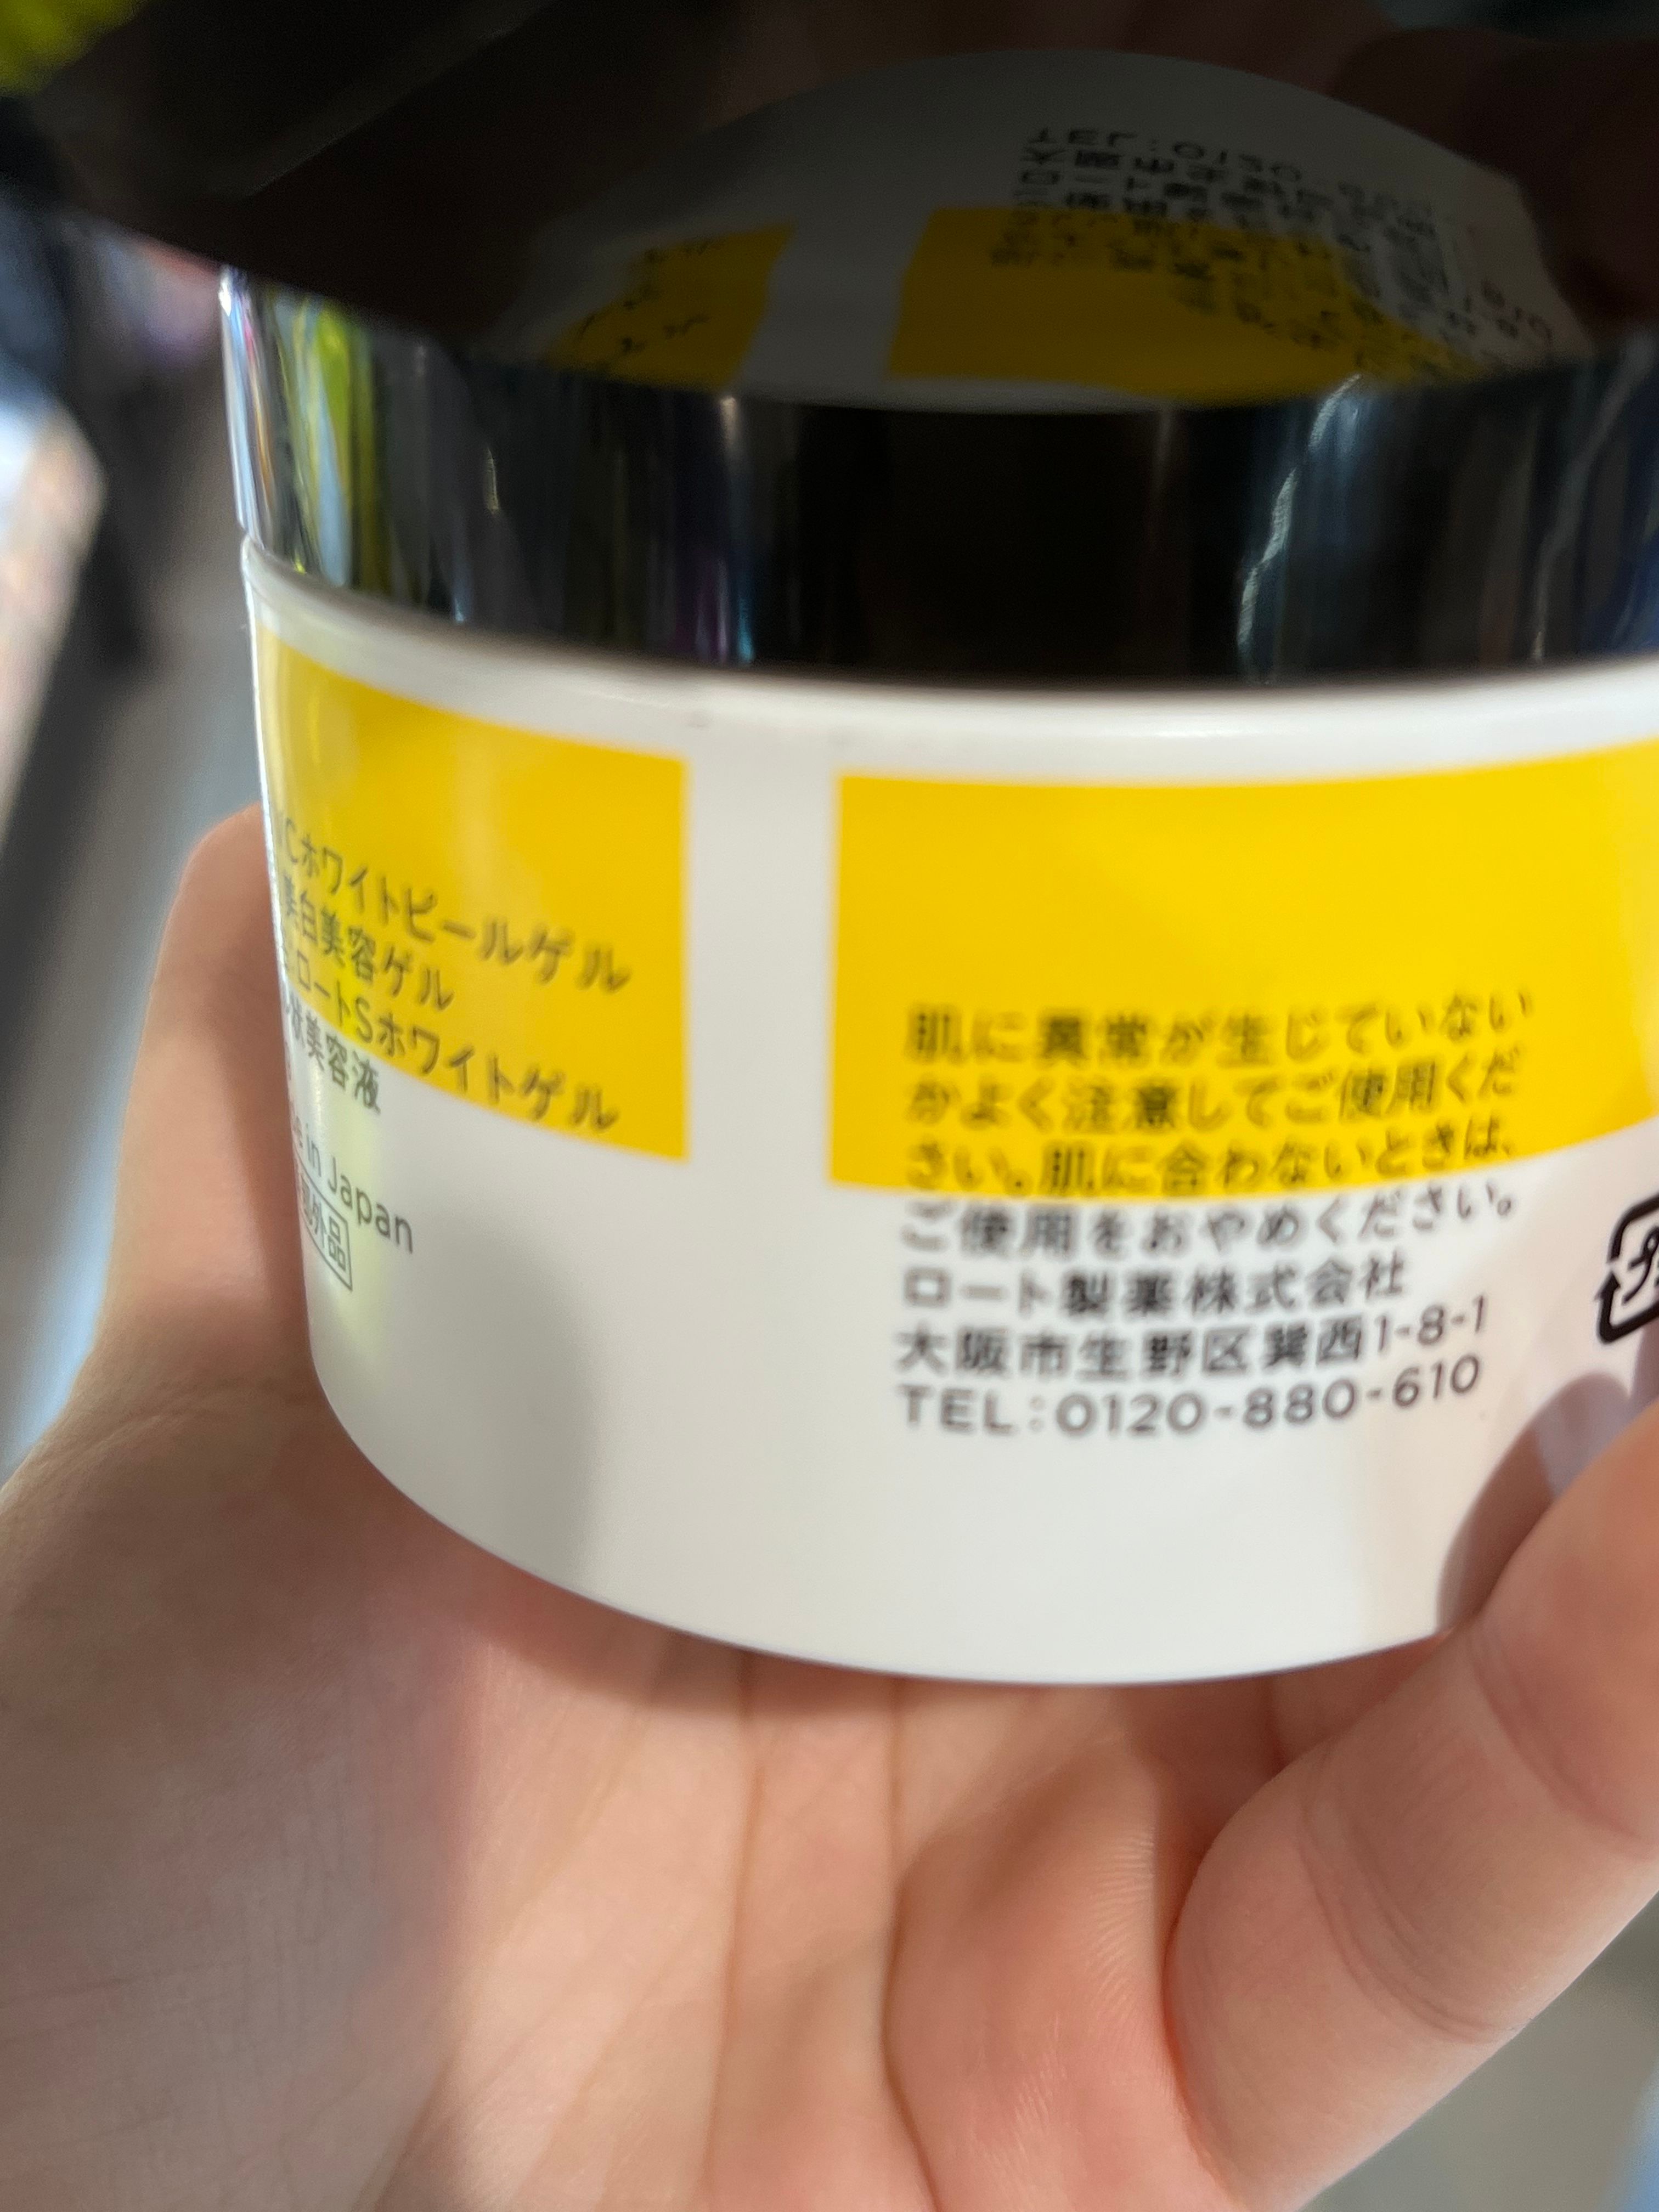 Cホワイトピールゲル
美白美容ゲル
ロートSホワイトゲル
状美容液
in Japan
部外品
肌に異常が生じていない
かよく注意してご使用くだ
さい。肌に合わないときは、
ご使用をおやめください。
ロート製薬株式会社
大阪市生野区巽西1-8-1
TEL:0120-880-610
プ